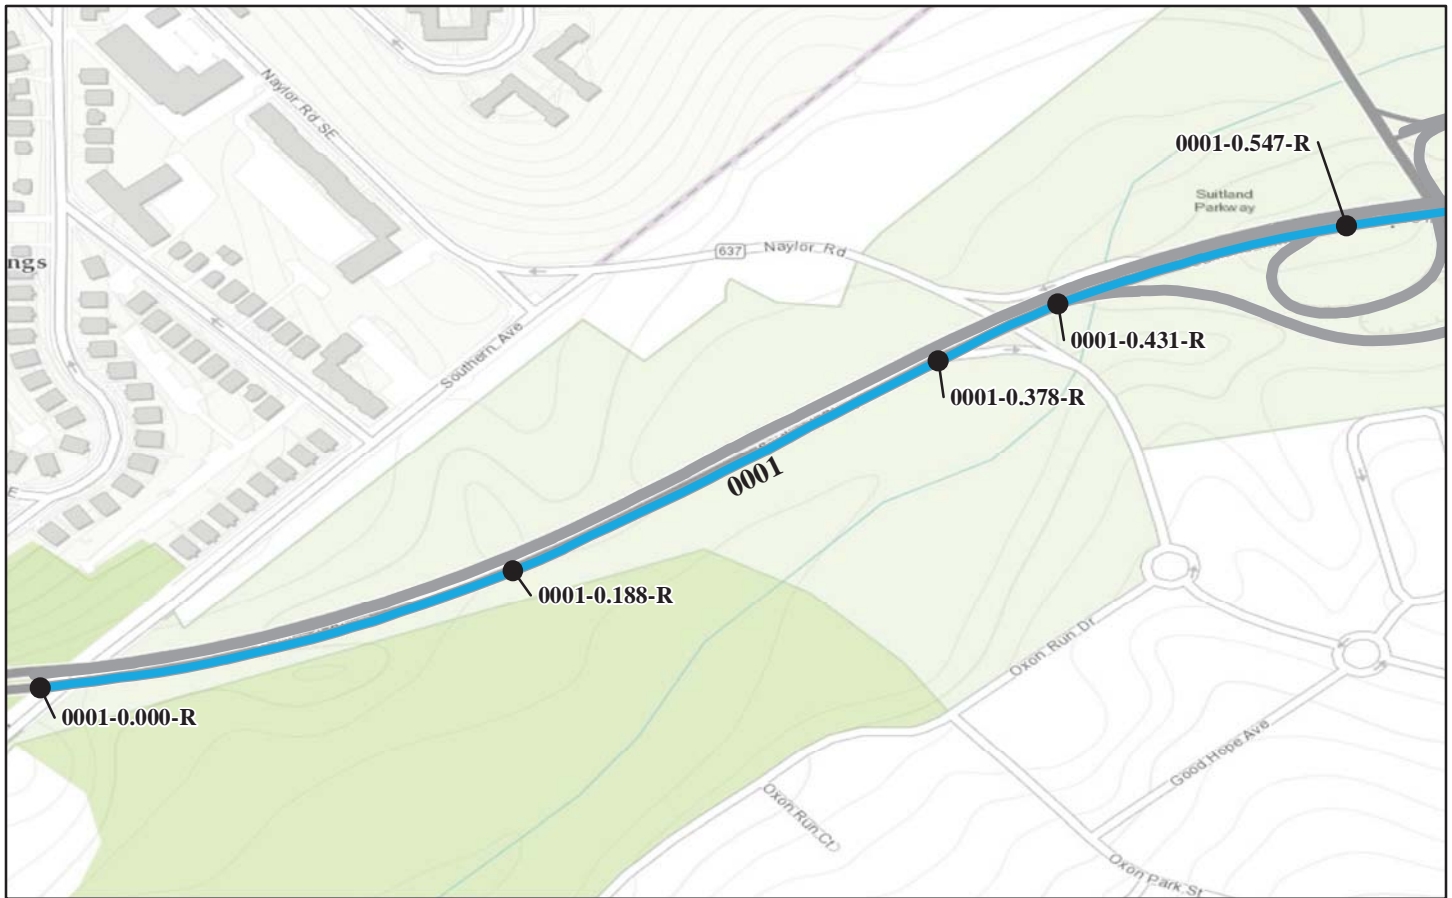 Naylor Rd SE
0001-0.547-R
Suitland
Parkway
637
Naylor Rd
ngs
Southern Ave
0001-0.431-R
0001-0.378-R
0001
0001-0.188-R
0001-0.000-R
Oxon Run Dr
Good Hope Ave
Oxon Run Ct
Oxon Park St